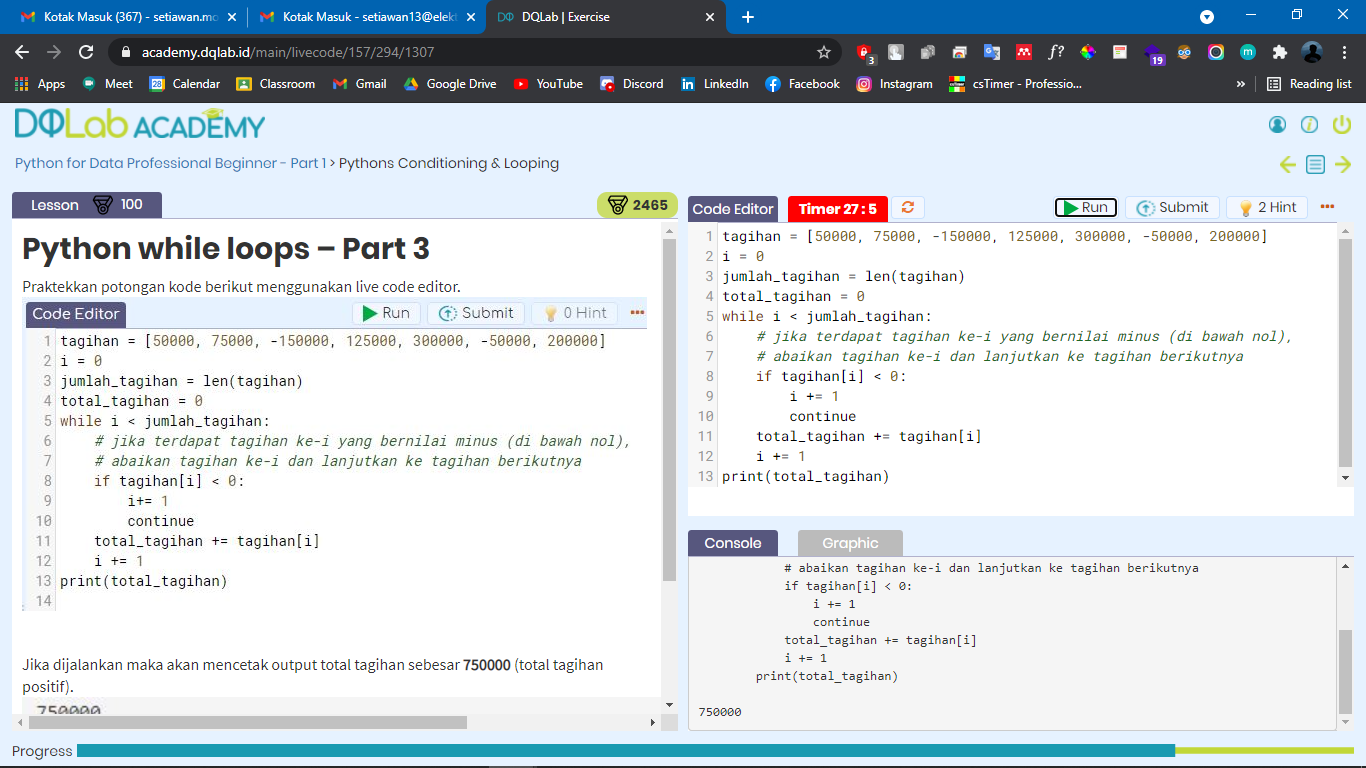 Kotak Masuk (367) - setiawan.mo
Kotak Masuk - setiawan13@elekt
DQLab | Exercise
academy.dqlab.id/main/livecode/157/294/1307
3
19
Apps
Meet
28 Calendar
Classroom
Gmail
Google Drive
YouTube
Discord
LinkedIn
Facebook
Instagram
csTimer - Professio...
Reading list
DQLab ACADEMY
Python for Data Professional Beginner - Part 1 > Pythons Conditioning & Looping
Lesson 100
2465
Python while loops – Part 3
Praktekkan potongan kode berikut menggunakan live code editor.
Code Editor Run Submit 0 Hint
1 tagihan = [50000, 75000, -150000, 125000, 300000, -50000, 200000]
2 i = 0
3 jumlah_tagihan = len(tagihan)
4 total_tagihan = 0
5 while i < jumlah_tagihan:
6     # jika terdapat tagihan ke-i yang bernilai minus (di bawah nol),
7     # abaikan tagihan ke-i dan lanjutkan ke tagihan berikutnya
8     if tagihan[i] < 0:
9         i+= 1
10         continue
11     total_tagihan += tagihan[i]
12     i += 1
13 print(total_tagihan)
14
Jika dijalankan maka akan mencetak output total tagihan sebesar 750000 (total tagihan
positif).
750000
Code Editor Timer 27 : 5 Run Submit 2 Hint
1 tagihan = [50000, 75000, -150000, 125000, 300000, -50000, 200000]
2 i = 0
3 jumlah_tagihan = len(tagihan)
4 total_tagihan = 0
5 while i < jumlah_tagihan:
6     # jika terdapat tagihan ke-i yang bernilai minus (di bawah nol),
7     # abaikan tagihan ke-i dan lanjutkan ke tagihan berikutnya
8     if tagihan[i] < 0:
9         i += 1
10         continue
11     total_tagihan += tagihan[i]
12     i += 1
13 print(total_tagihan)
Console Graphic
# abaikan tagihan ke-i dan lanjutkan ke tagihan berikutnya
if tagihan[i] < 0:
i += 1
continue
total_tagihan += tagihan[i]
i += 1
print(total_tagihan)
750000
Progress